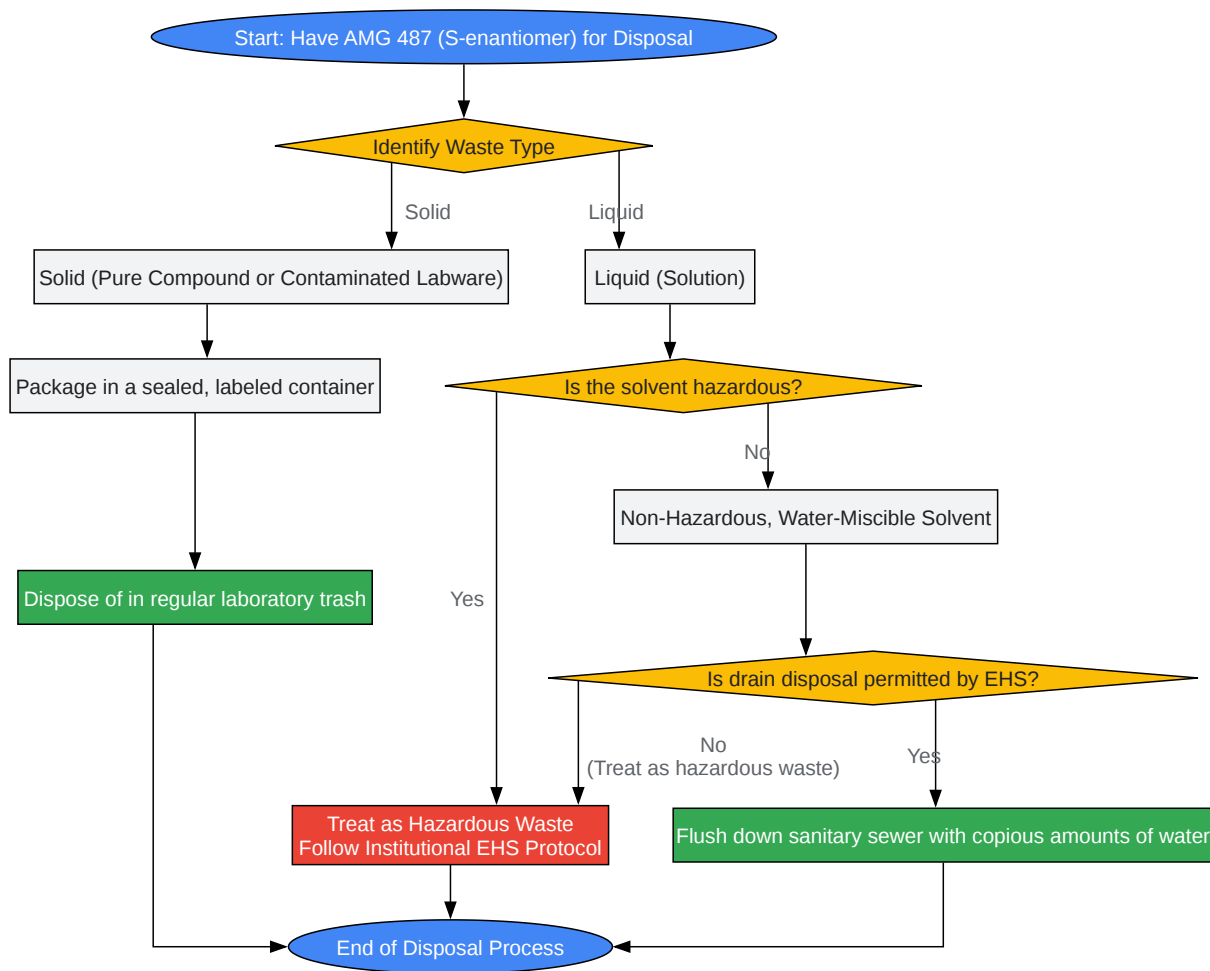 Start: Have AMG 487 (S-enantiomer) for Disposal
Identify Waste Type
Solid
Liquid
Solid (Pure Compound or Contaminated Labware)
Liquid (Solution)
Package in a sealed, labeled container
Is the solvent hazardous?
No
Non-Hazardous, Water-Miscible Solvent
Dispose of in regular laboratory trash
Yes
Is drain disposal permitted by EHS?
No
(Treat as hazardous waste)
Yes
Treat as Hazardous Waste
Follow Institutional EHS Protocol
Flush down sanitary sewer with copious amounts of water
End of Disposal Process